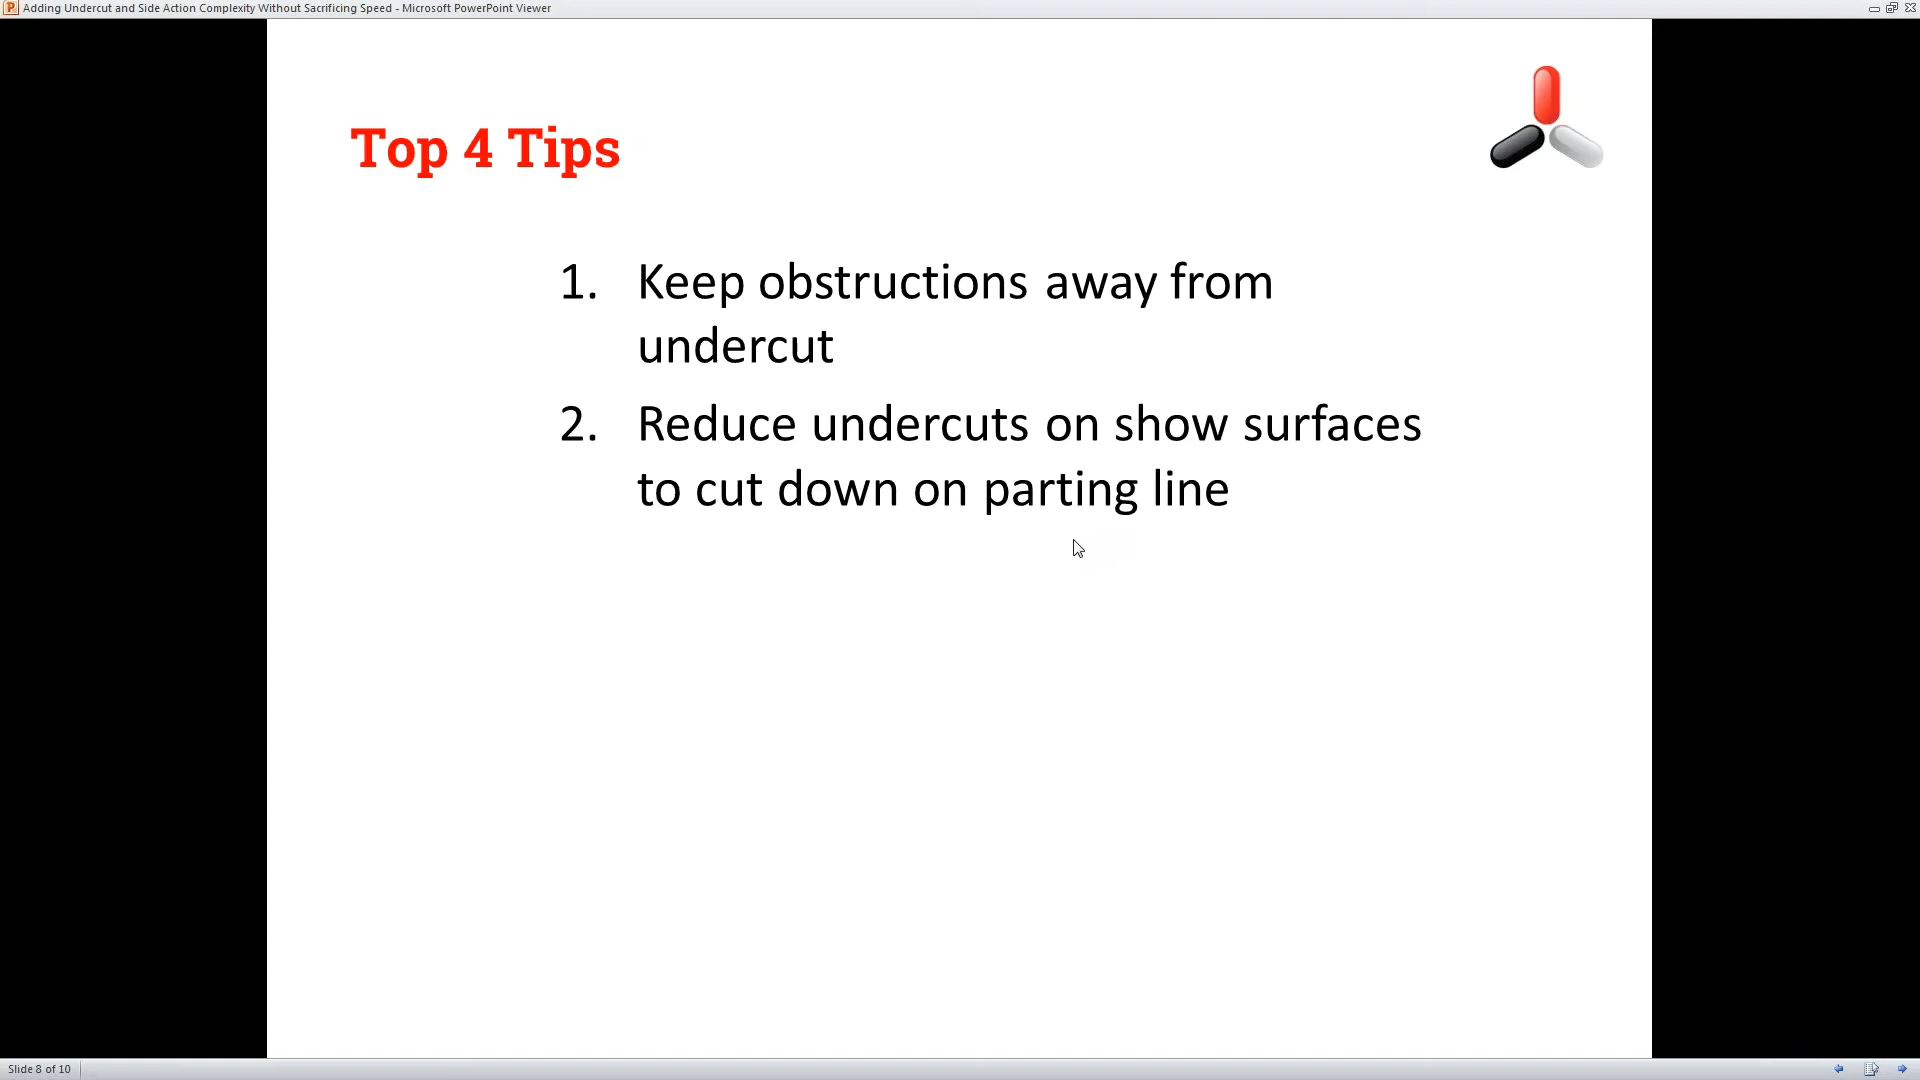 Adding Undercut and Side Action Complexity Without Sacrificing Speed - Microsoft PowerPoint Viewer
Top 4 Tips
1. Keep obstructions away from
undercut
2. Reduce undercuts on show surfaces
to cut down on parting line
Slide 8 of 10